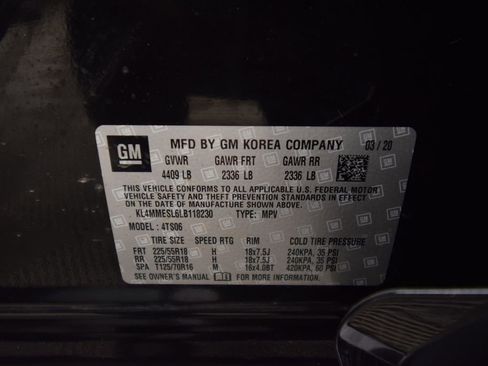 GM MFD BY GM KOREA COMPANY 03 / 20
GVWR GAWR FRT GAWR RR
4409 LB 2336 LB 2336 LB
THIS VEHICLE CONFORMS TO ALL APPLICABLE U.S. FEDERAL MOTOR
VEHICLE SAFETY AND THEFT PREVENTION STANDARDS IN EFFECT
ON THE DATE OF MANUFACTURE SHOWN ABOVE.
KL4MMESL6LB118230 TYPE: MPV
MODEL : 4TS06
TIRE SIZE SPEED RTG RIM COLD TIRE PRESSURE
FRT 225/55R18 H 18x7.5J 240KPA, 35 PSI
RR 225/55R18 H 18x7.5J 240KPA, 35 PSI
SPA T125/70R16 M 16x4.0BT 420KPA, 60 PSI
SEE OWNER'S MANUAL FOR MORE INFORMATION.